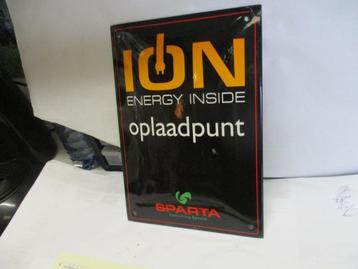 ION
ENERGY INSIDE
oplaadpunt
SPARTA